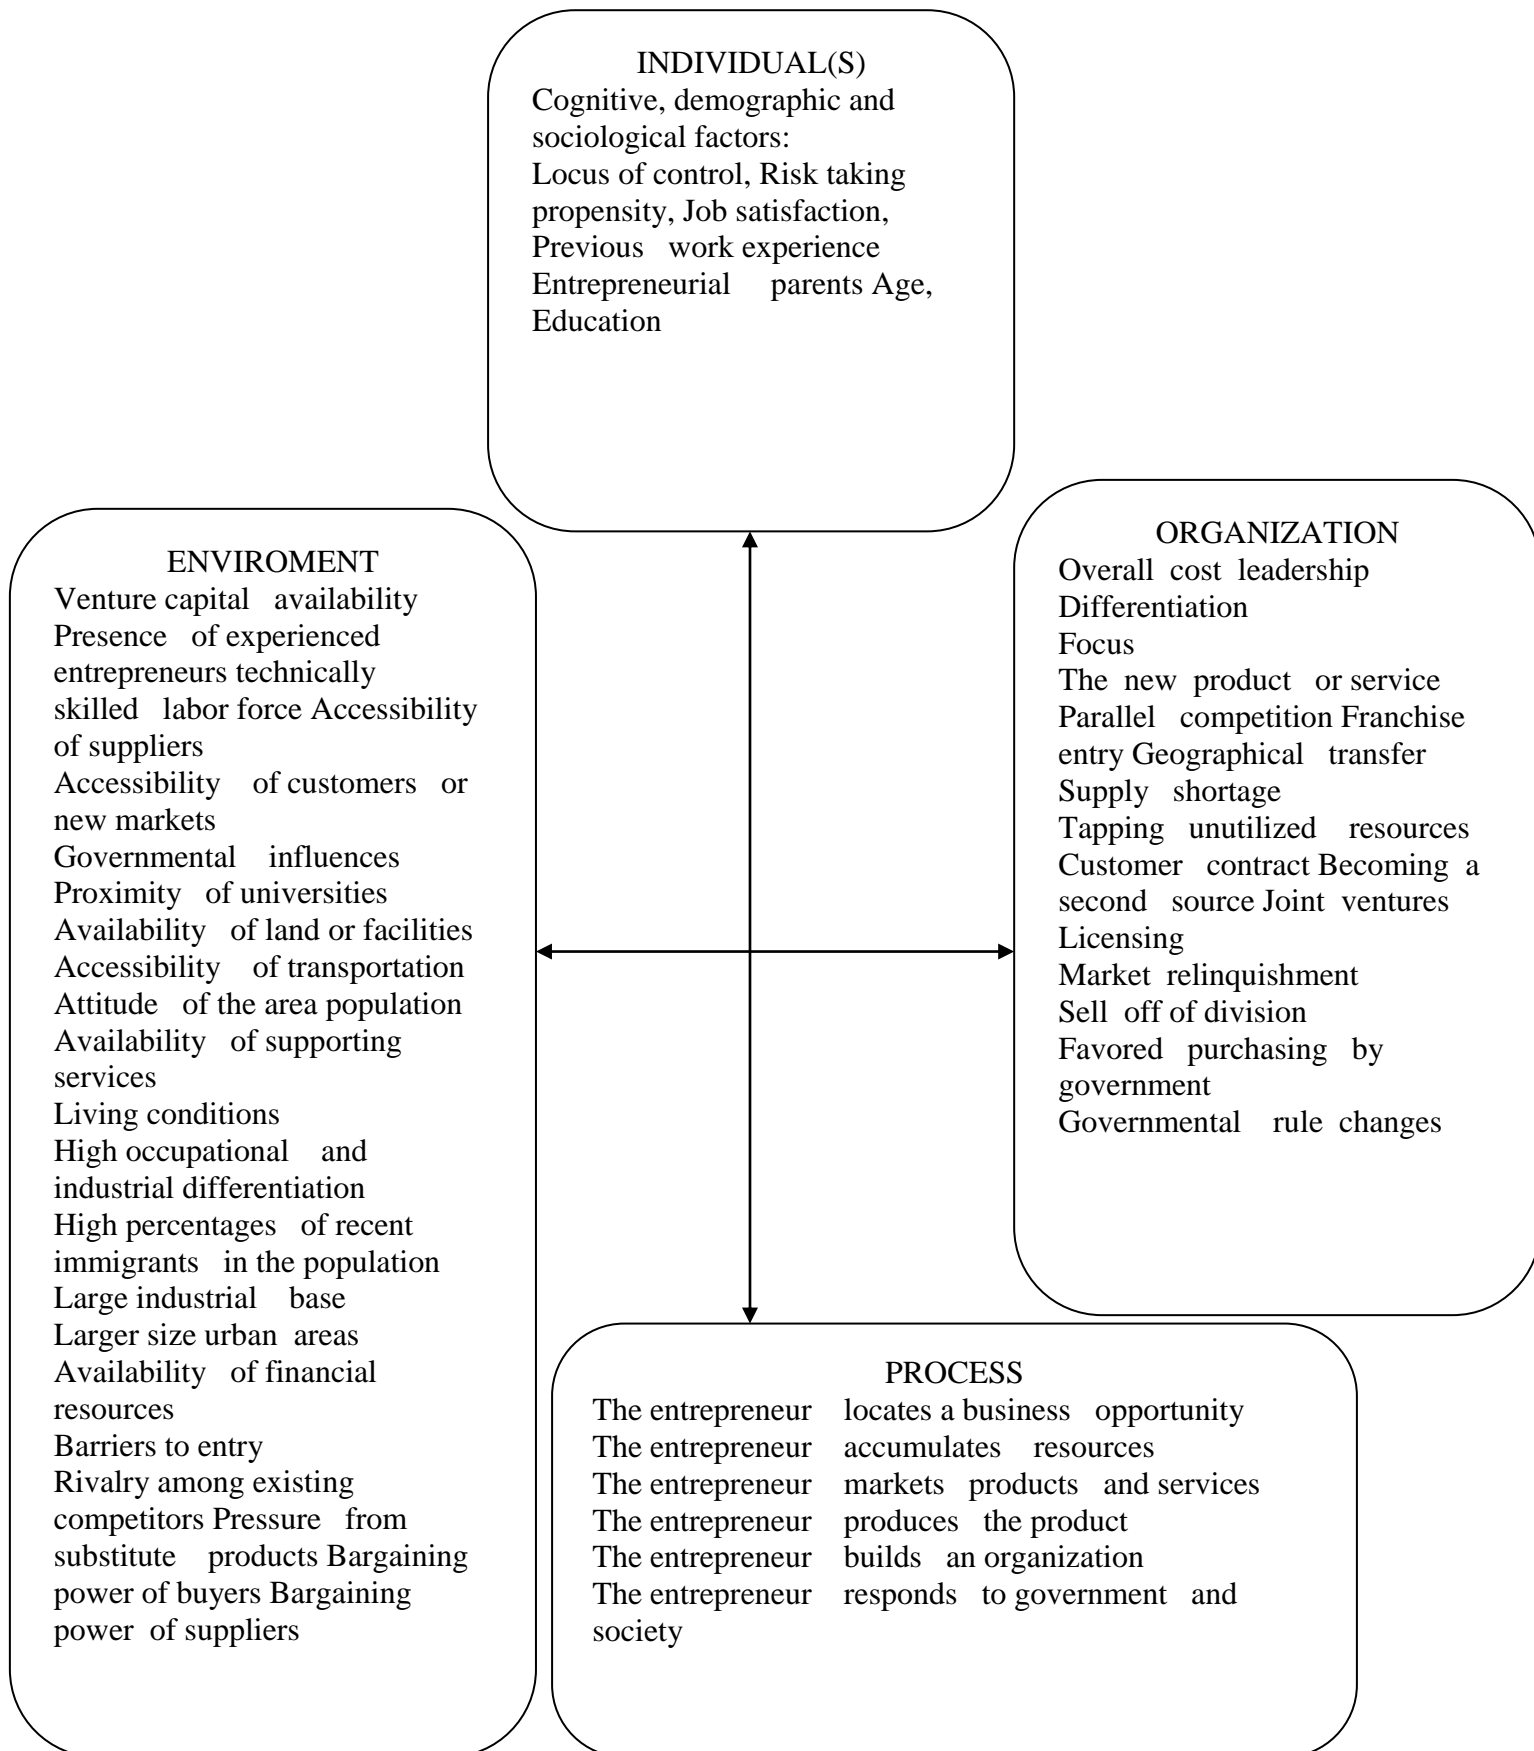 INDIVIDUAL(S)
Cognitive, demographic and
sociological factors:
Locus of control, Risk taking
propensity, Job satisfaction,
Previous work experience
Entrepreneurial parents Age,
Education
ENVIROMENT
Venture capital availability
Presence of experienced
entrepreneurs technically
skilled labor force Accessibility
of suppliers
Accessibility of customers or
new markets
Governmental influences
Proximity of universities
Availability of land or facilities
Accessibility of transportation
Attitude of the area population
Availability of supporting
services
Living conditions
High occupational and
industrial differentiation
High percentages of recent
immigrants in the population
Large industrial base
Larger size urban areas
Availability of financial
resources
Barriers to entry
Rivalry among existing
competitors Pressure from
substitute products Bargaining
power of buyers Bargaining
power of suppliers
ORGANIZATION
Overall cost leadership
Differentiation
Focus
The new product or service
Parallel competition Franchise
entry Geographical transfer
Supply shortage
Tapping unutilized resources
Customer contract Becoming a
second source Joint ventures
Licensing
Market relinquishment
Sell off of division
Favored purchasing by
government
Governmental rule changes
PROCESS
The entrepreneur locates a business opportunity
The entrepreneur accumulates resources
The entrepreneur markets products and services
The entrepreneur produces the product
The entrepreneur builds an organization
The entrepreneur responds to government and
society